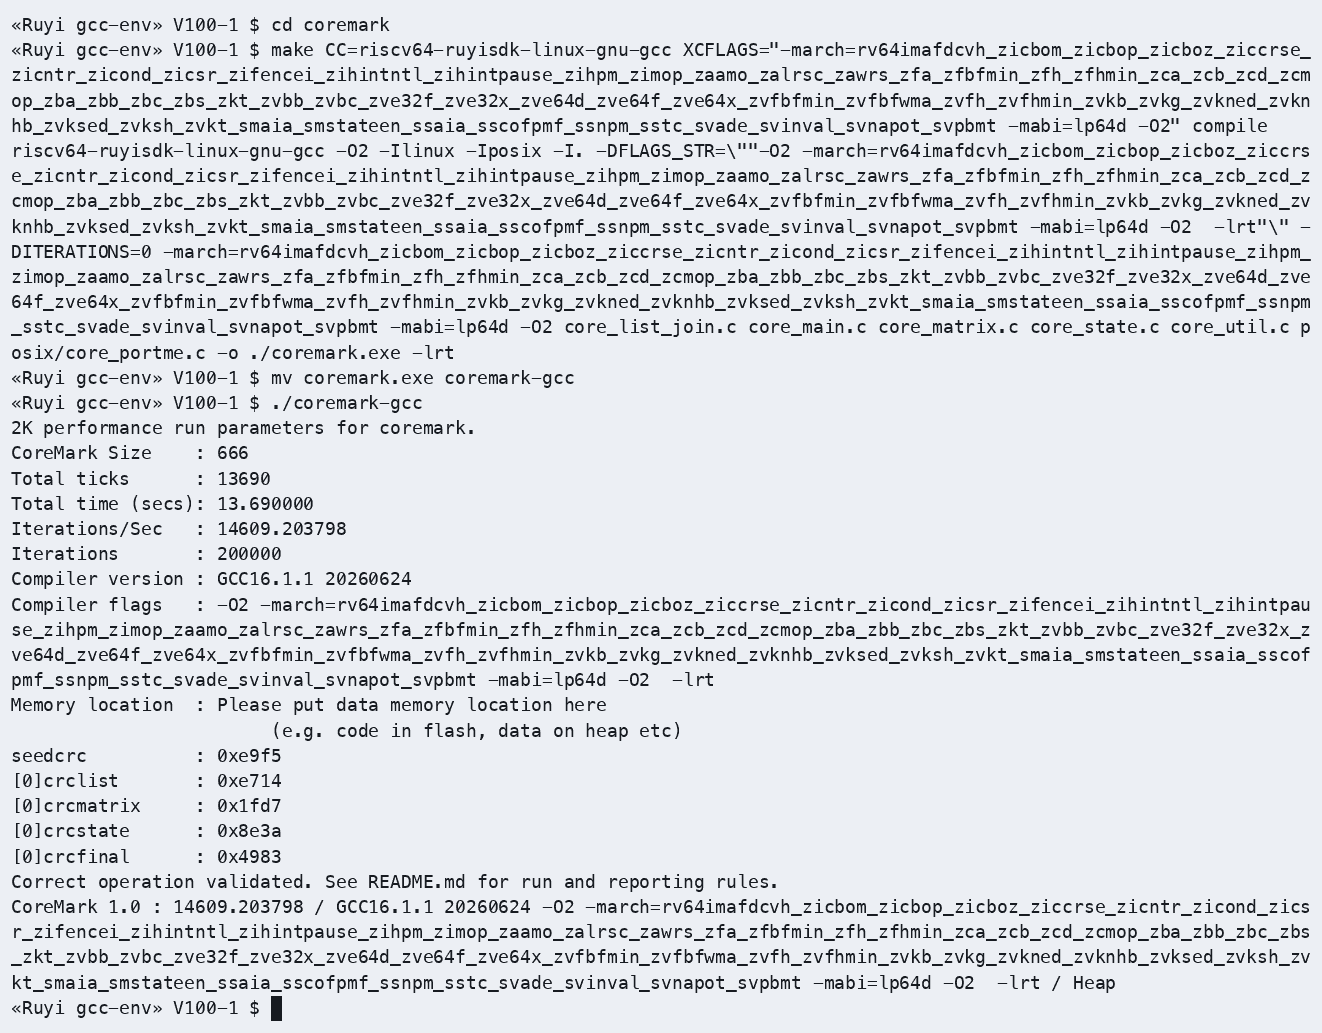 «Ruyi gcc-env» V100-1 $ cd coremark
«Ruyi gcc-env» V100-1 $ make CC=riscv64-ruyisdk-linux-gnu-gcc XCFLAGS="-march=rv64imafdcvh_zicbom_zicbop_zicboz_ziccrse_
zicntr_zicond_zicsr_zifencei_zihintntl_zihintpause_zihpm_zimop_zaamo_zalrsc_zawrs_zfa_zfbfmin_zfh_zfhmin_zca_zcb_zcd_zcm
op_zba_zbb_zbc_zbs_zkt_zvbb_zvbc_zve32f_zve32x_zve64d_zve64f_zve64x_zvfbfmin_zvfbfwma_zvfh_zvfhmin_zvkb_zvkg_zvkned_zvkn
hb_zvksed_zvksh_zvkt_smaia_smstateen_ssaia_sscofpmf_ssnpm_sstc_svade_svinval_svnapot_svpbmt -mabi=lp64d -O2" compile
riscv64-ruyisdk-linux-gnu-gcc -O2 -Ilinux -Iposix -I. -DFLAGS_STR=\""-O2 -march=rv64imafdcvh_zicbom_zicbop_zicboz_ziccrs
e_zicntr_zicond_zicsr_zifencei_zihintntl_zihintpause_zihpm_zimop_zaamo_zalrsc_zawrs_zfa_zfbfmin_zfh_zfhmin_zca_zcb_zcd_z
cmop_zba_zbb_zbc_zbs_zkt_zvbb_zvbc_zve32f_zve32x_zve64d_zve64f_zve64x_zvfbfmin_zvfbfwma_zvfh_zvfhmin_zvkb_zvkg_zvkned_zv
knhb_zvksed_zvksh_zvkt_smaia_smstateen_ssaia_sscofpmf_ssnpm_sstc_svade_svinval_svnapot_svpbmt -mabi=lp64d -O2  -lrt"\" -
DITERATIONS=0 -march=rv64imafdcvh_zicbom_zicbop_zicboz_ziccrse_zicntr_zicond_zicsr_zifencei_zihintntl_zihintpause_zihpm_
zimop_zaamo_zalrsc_zawrs_zfa_zfbfmin_zfh_zfhmin_zca_zcb_zcd_zcmop_zba_zbb_zbc_zbs_zkt_zvbb_zvbc_zve32f_zve32x_zve64d_zve
64f_zve64x_zvfbfmin_zvfbfwma_zvfh_zvfhmin_zvkb_zvkg_zvkned_zvknhb_zvksed_zvksh_zvkt_smaia_smstateen_ssaia_sscofpmf_ssnpm
_sstc_svade_svinval_svnapot_svpbmt -mabi=lp64d -O2 core_list_join.c core_main.c core_matrix.c core_state.c core_util.c p
osix/core_portme.c -o ./coremark.exe -lrt
«Ruyi gcc-env» V100-1 $ mv coremark.exe coremark-gcc
«Ruyi gcc-env» V100-1 $ ./coremark-gcc
2K performance run parameters for coremark.
CoreMark Size    : 666
Total ticks      : 13690
Total time (secs): 13.690000
Iterations/Sec   : 14609.203798
Iterations       : 200000
Compiler version : GCC16.1.1 20260624
Compiler flags   : -O2 -march=rv64imafdcvh_zicbom_zicbop_zicboz_ziccrse_zicntr_zicond_zicsr_zifencei_zihintntl_zihintpau
se_zihpm_zimop_zaamo_zalrsc_zawrs_zfa_zfbfmin_zfh_zfhmin_zca_zcb_zcd_zcmop_zba_zbb_zbc_zbs_zkt_zvbb_zvbc_zve32f_zve32x_z
ve64d_zve64f_zve64x_zvfbfmin_zvfbfwma_zvfh_zvfhmin_zvkb_zvkg_zvkned_zvknhb_zvksed_zvksh_zvkt_smaia_smstateen_ssaia_sscof
pmf_ssnpm_sstc_svade_svinval_svnapot_svpbmt -mabi=lp64d -O2  -lrt
Memory location  : Please put data memory location here
                        (e.g. code in flash, data on heap etc)
seedcrc          : 0xe9f5
[0]crclist       : 0xe714
[0]crcmatrix     : 0x1fd7
[0]crcstate      : 0x8e3a
[0]crcfinal      : 0x4983
Correct operation validated. See README.md for run and reporting rules.
CoreMark 1.0 : 14609.203798 / GCC16.1.1 20260624 -O2 -march=rv64imafdcvh_zicbom_zicbop_zicboz_ziccrse_zicntr_zicond_zics
r_zifencei_zihintntl_zihintpause_zihpm_zimop_zaamo_zalrsc_zawrs_zfa_zfbfmin_zfh_zfhmin_zca_zcb_zcd_zcmop_zba_zbb_zbc_zbs
_zkt_zvbb_zvbc_zve32f_zve32x_zve64d_zve64f_zve64x_zvfbfmin_zvfbfwma_zvfh_zvfhmin_zvkb_zvkg_zvkned_zvknhb_zvksed_zvksh_zv
kt_smaia_smstateen_ssaia_sscofpmf_ssnpm_sstc_svade_svinval_svnapot_svpbmt -mabi=lp64d -O2  -lrt / Heap
«Ruyi gcc-env» V100-1 $